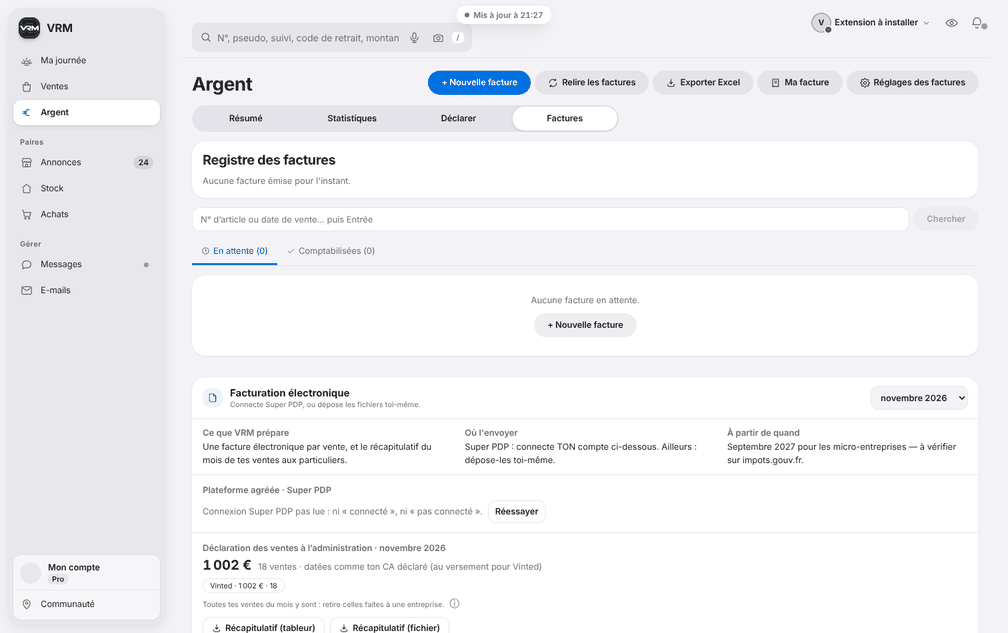 Mis à jour à 21:27
VRM
VRM
N°, pseudo, suivi, code de retrait, montan
/
V
Extension à installer
Ma journée
Ventes
Argent
Paires
Annonces
24
Stock
Achats
Gérer
Messages
E-mails
Mon compte
Pro
Communauté
Argent
+ Nouvelle facture
Relire les factures
Exporter Excel
Ma facture
Réglages des factures
Résumé
Statistiques
Déclarer
Factures
Registre des factures
Aucune facture émise pour l'instant.
N° d'article ou date de vente... puis Entrée
Chercher
En attente (0)
Comptabilisées (0)
Aucune facture en attente.
+ Nouvelle facture
Facturation électronique
Connecte Super PDP, ou dépose les fichiers toi-même.
novembre 2026
Ce que VRM prépare
Une facture électronique par vente, et le récapitulatif du
mois de tes ventes aux particuliers.
Où l'envoyer
Super PDP : connecte TON compte ci-dessous. Ailleurs :
dépose-les toi-même.
À partir de quand
Septembre 2027 pour les micro-entreprises — à vérifier
sur impots.gouv.fr.
Plateforme agréée · Super PDP
Connexion Super PDP pas lue : ni « connecté », ni « pas connecté ».
Réessayer
Déclaration des ventes à l'administration · novembre 2026
1 002 €
18 ventes · datées comme ton CA déclaré (au versement pour Vinted)
Vinted · 1 002 € · 18
Toutes tes ventes du mois y sont : retire celles faites à une entreprise.
Récapitulatif (tableur)
Récapitulatif (fichier)